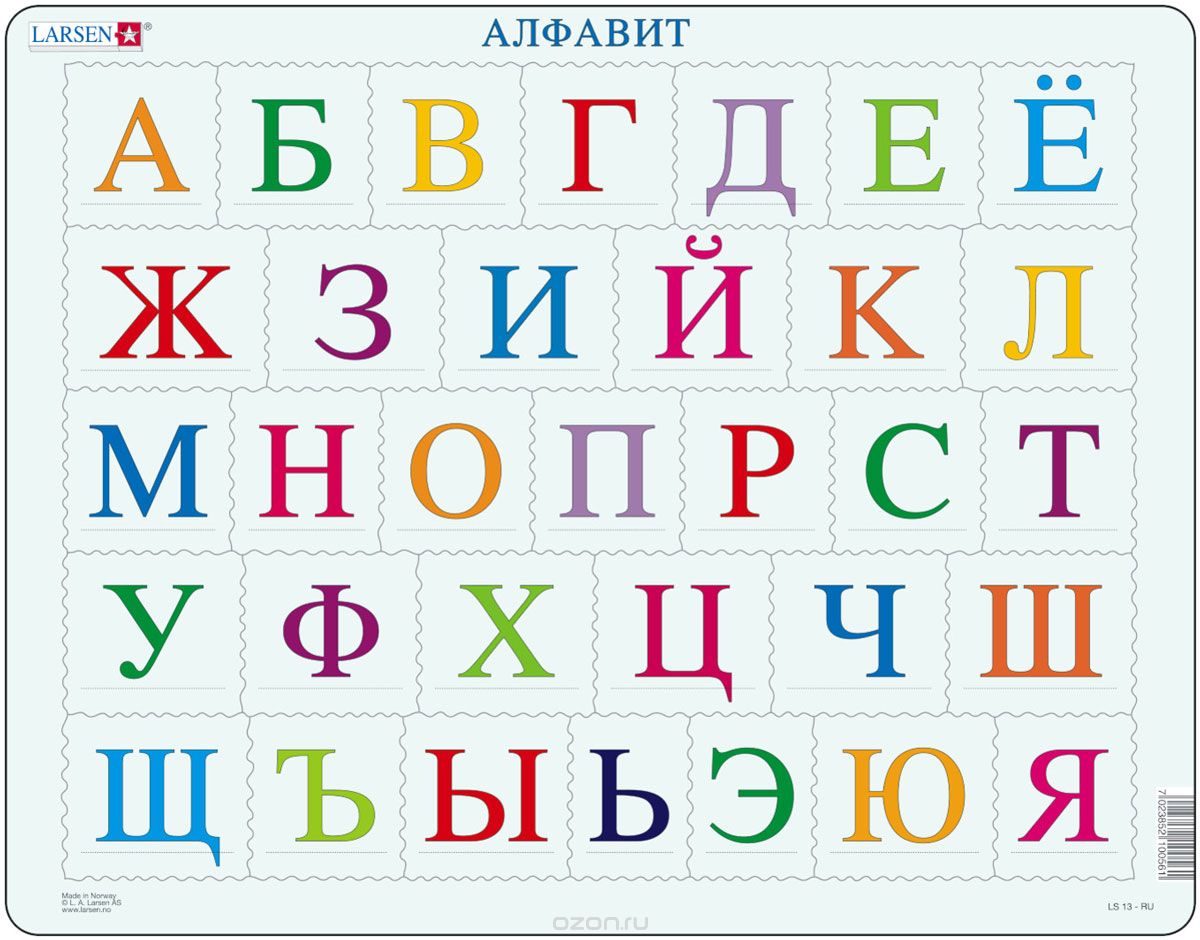 LARSEN®
АЛФАВИТ
А Б В Г Д Е Ё
Ж З И Й К Л
М Н О П Р С Т
У Ф Х Ц Ч Ш
Щ Ъ Ы Ь Э Ю Я
7023852100561
Made in Norway
© L. A. Larsen AS
www.larsen.no
LS 13 - RU
ozon.ru